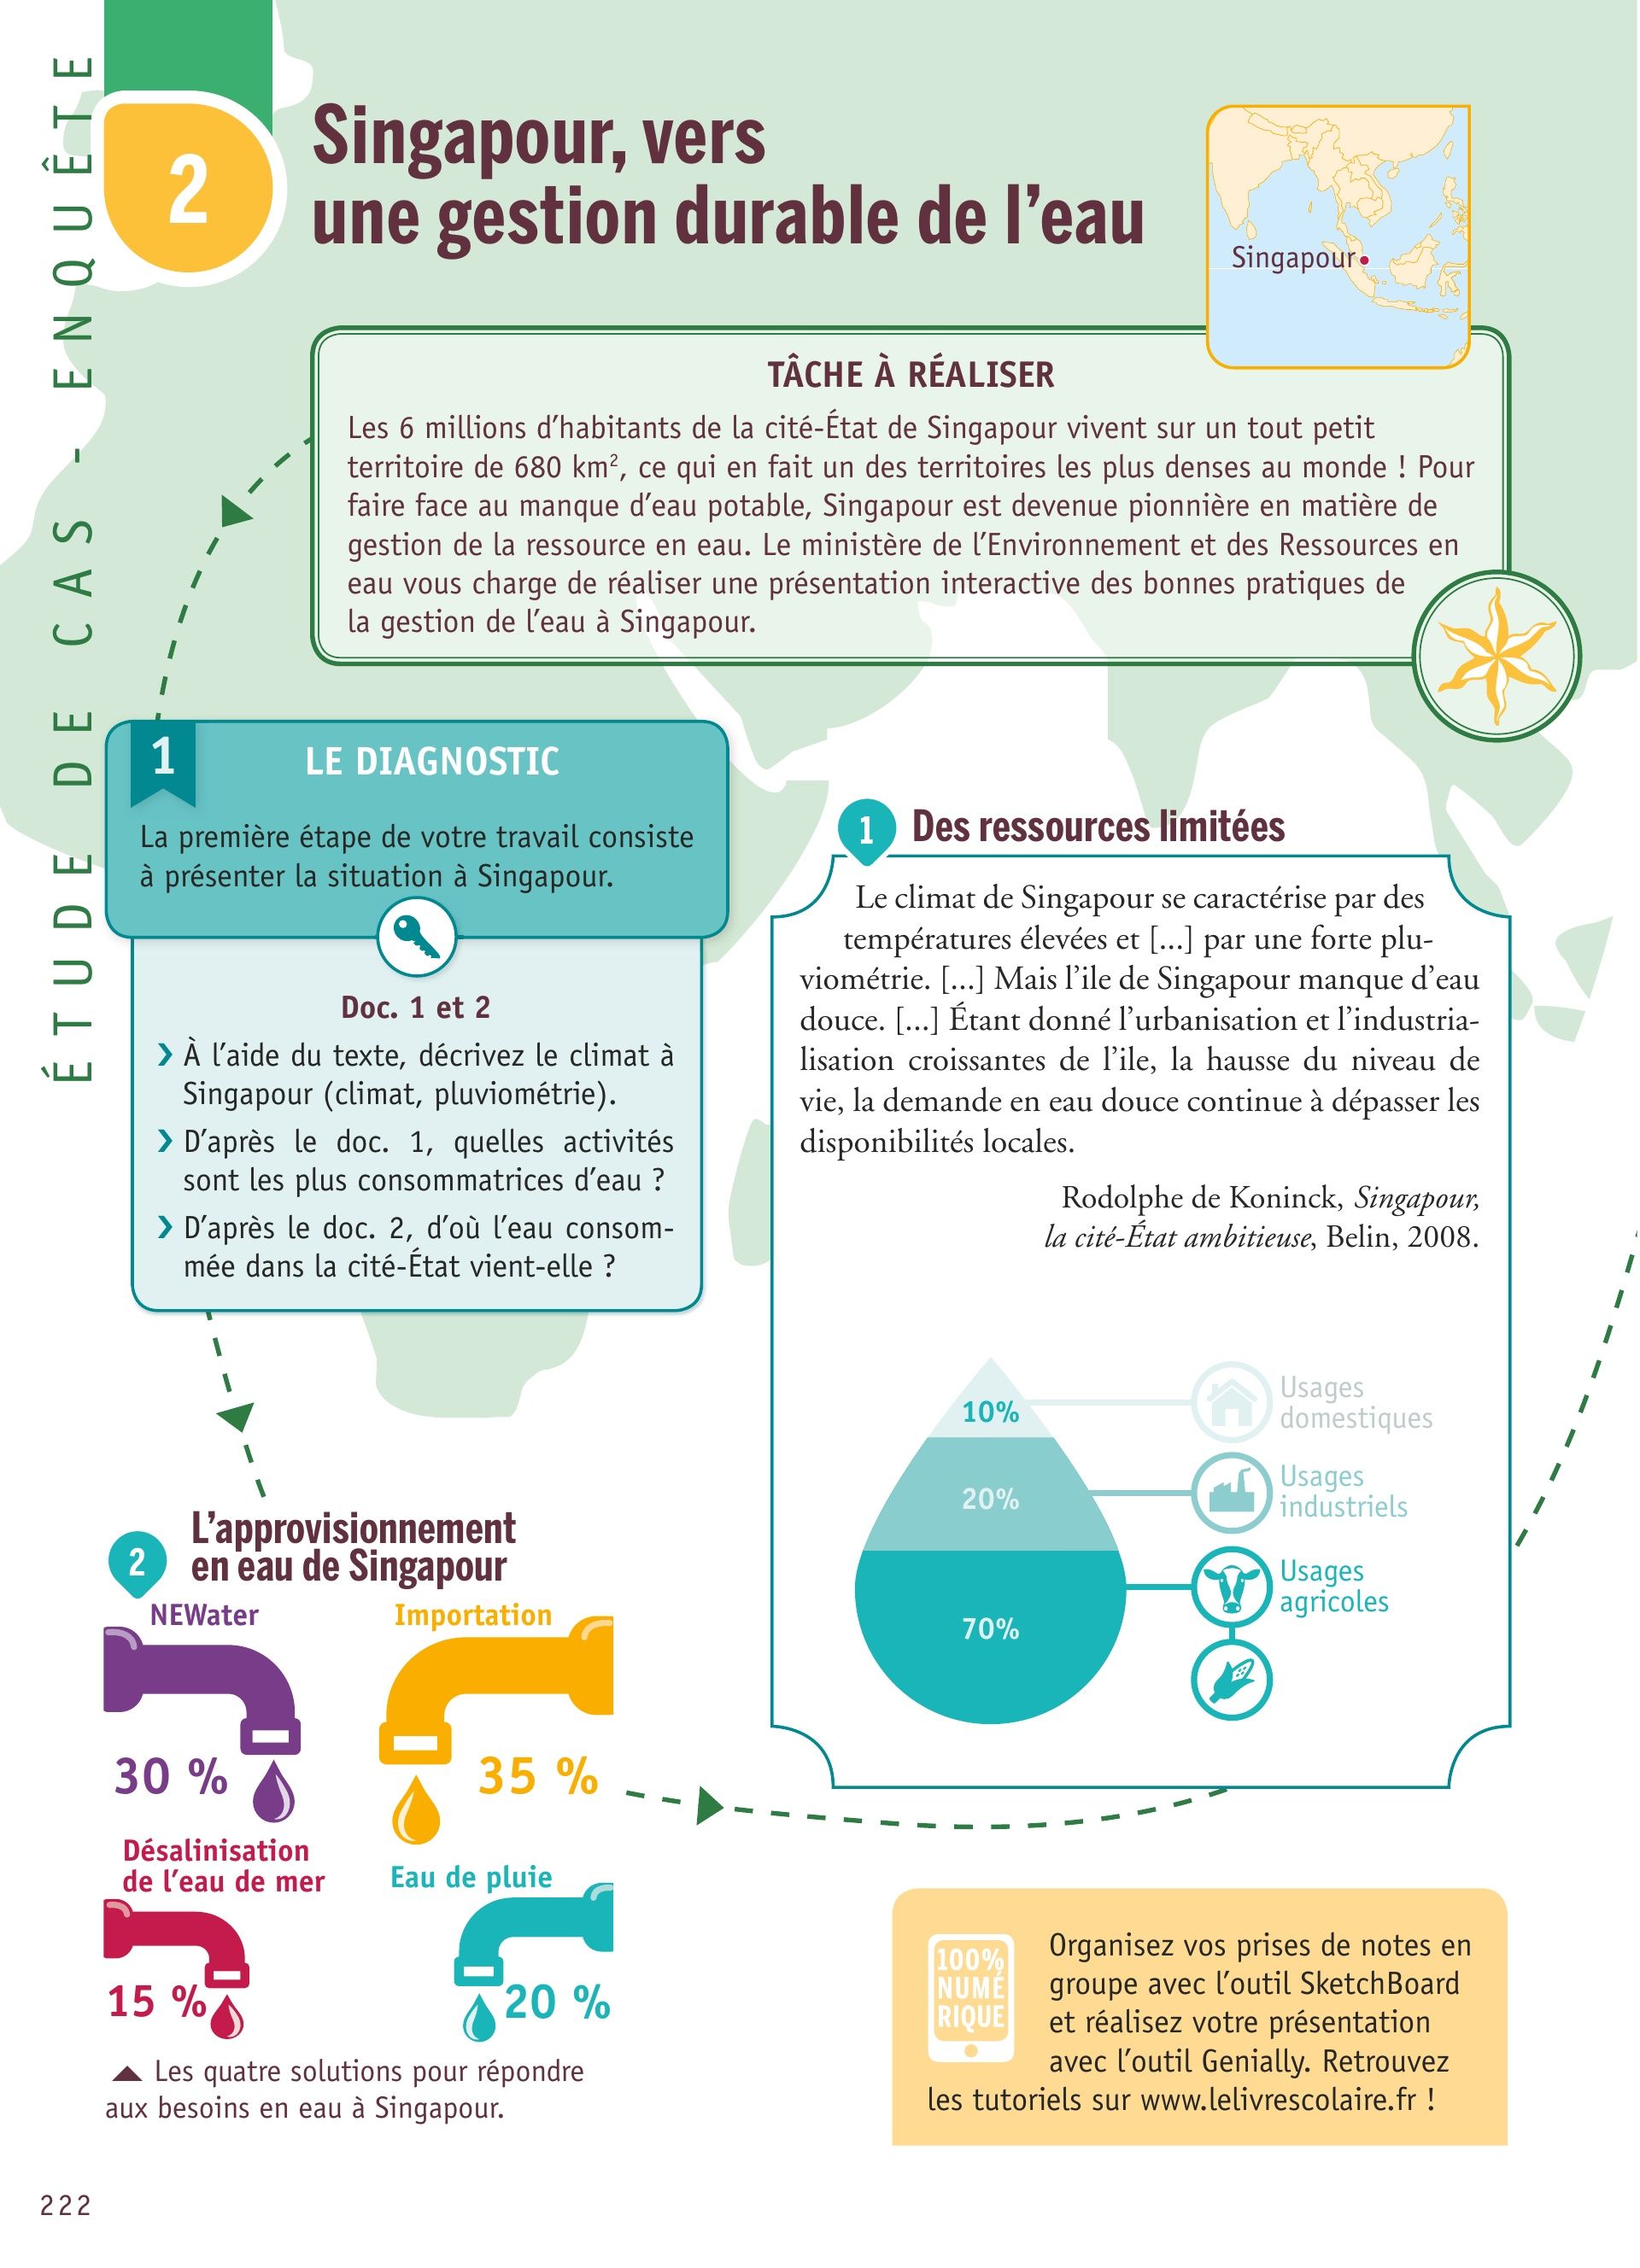 ÉTUDE DE CAS - ENQUÊTE
2
Singapour, vers
une gestion durable de l'eau
Singapour
TÂCHE À RÉALISER
Les 6 millions d'habitants de la cité-État de Singapour vivent sur un tout petit
territoire de 680 km², ce qui en fait un des territoires les plus denses au monde ! Pour
faire face au manque d'eau potable, Singapour est devenue pionnière en matière de
gestion de la ressource en eau. Le ministère de l'Environnement et des Ressources en
eau vous charge de réaliser une présentation interactive des bonnes pratiques de
la gestion de l'eau à Singapour.
1
LE DIAGNOSTIC
La première étape de votre travail consiste
à présenter la situation à Singapour.
Doc. 1 et 2
› À l'aide du texte, décrivez le climat à
Singapour (climat, pluviométrie).
› D'après le doc. 1, quelles activités
sont les plus consommatrices d'eau ?
› D'après le doc. 2, d'où l'eau consom-
mée dans la cité-État vient-elle ?
1 Des ressources limitées
Le climat de Singapour se caractérise par des
températures élevées et [...] par une forte plu-
viométrie. [...] Mais l'ile de Singapour manque d'eau
douce. [...] Étant donné l'urbanisation et l'industria-
lisation croissantes de l'ile, la hausse du niveau de
vie, la demande en eau douce continue à dépasser les
disponibilités locales.
Rodolphe de Koninck, Singapour,
la cité-État ambitieuse, Belin, 2008.
10%
Usages
domestiques
20%
Usages
industriels
70%
Usages
agricoles
2
L'approvisionnement
en eau de Singapour
NEWater
30 %
Importation
35 %
Désalinisation
de l'eau de mer
15 %
Eau de pluie
20 %
Les quatre solutions pour répondre
aux besoins en eau à Singapour.
100%
NUMÉ
RIQUE
Organisez vos prises de notes en
groupe avec l'outil SketchBoard
et réalisez votre présentation
avec l'outil Genially. Retrouvez
les tutoriels sur www.lelivrescolaire.fr !
222